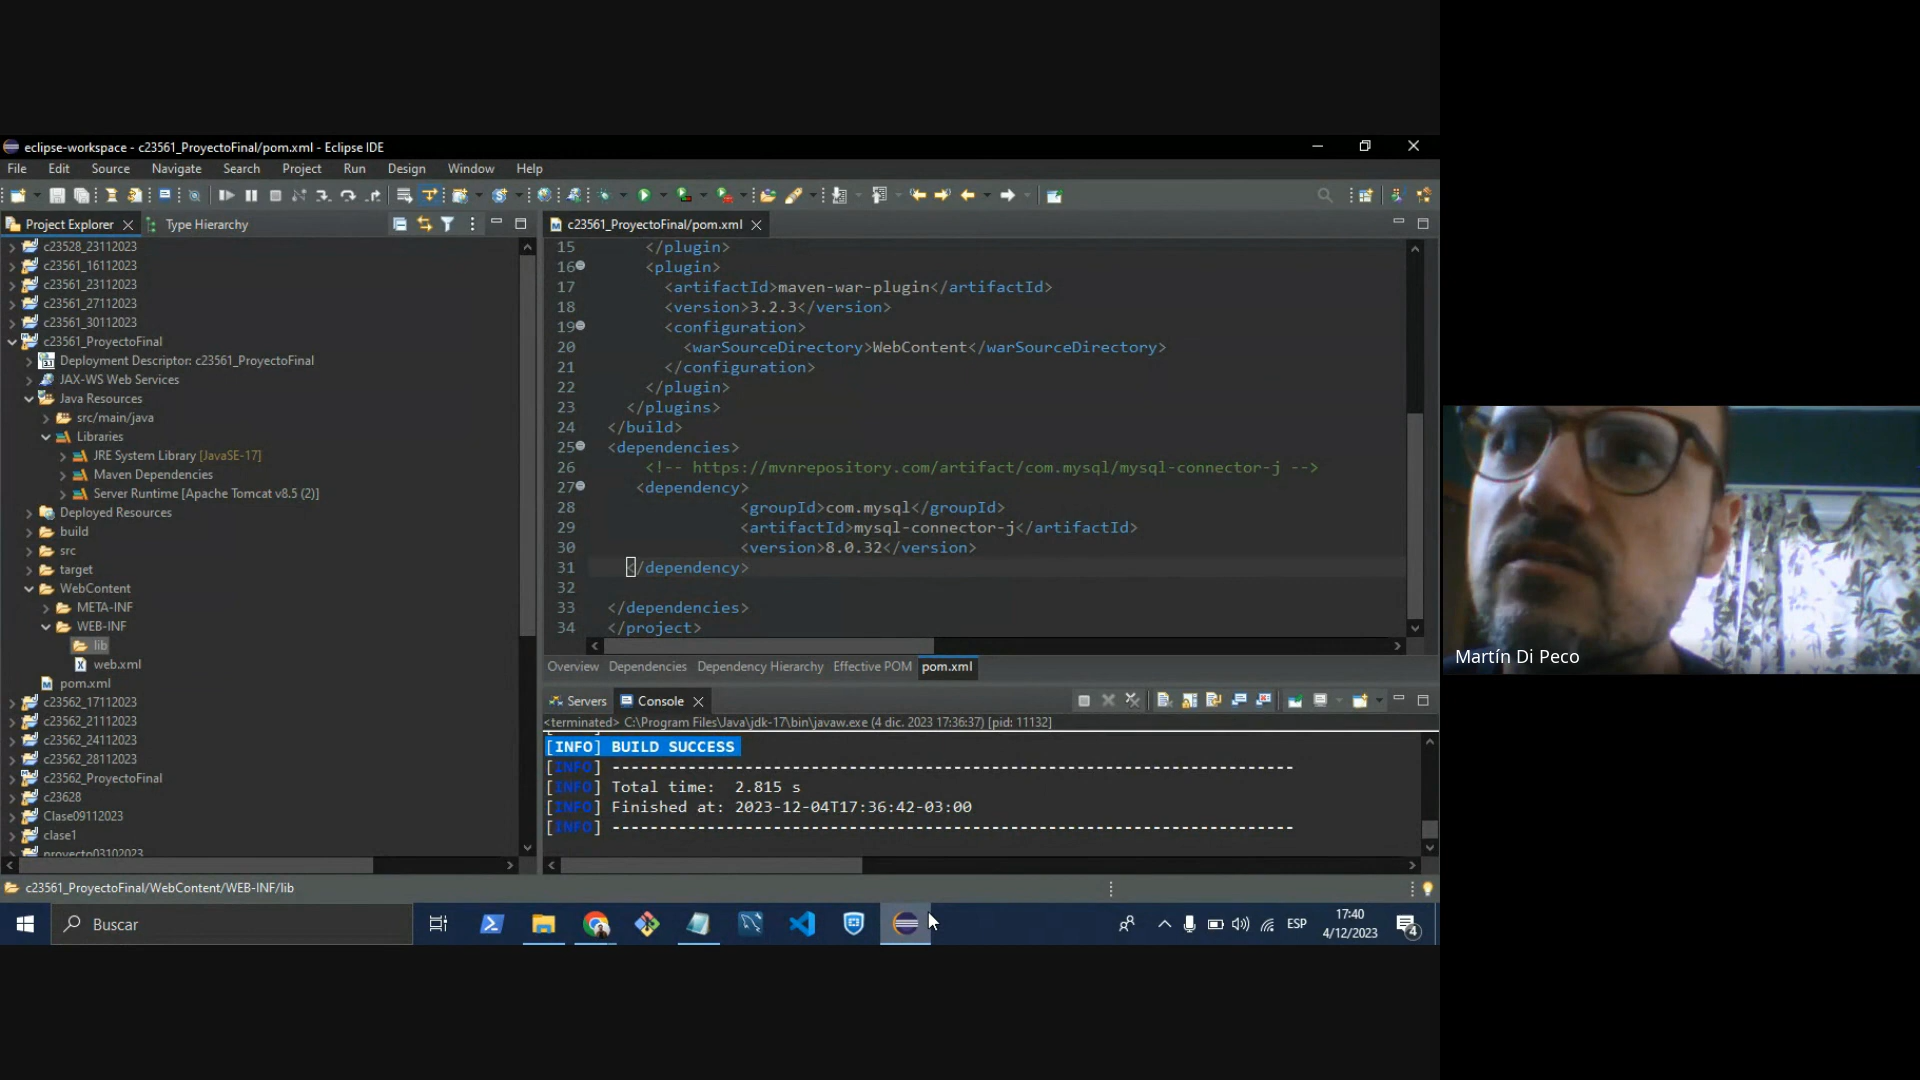 eclipse-workspace - c23561_ProyectoFinal/pom.xml - Eclipse IDE
File Edit Source Navigate Search Project Run Design Window Help
Project Explorer
Type Hierarchy
c23528_23112023
c23561_16112023
c23561_23112023
c23561_27112023
c23561_30112023
c23561_ProyectoFinal
Deployment Descriptor: c23561_ProyectoFinal
JAX-WS Web Services
Java Resources
src/main/java
Libraries
JRE System Library [JavaSE-17]
Maven Dependencies
Server Runtime [Apache Tomcat v8.5 (2)]
Deployed Resources
build
src
target
WebContent
META-INF
WEB-INF
lib
web.xml
pom.xml
c23562_17112023
c23562_21112023
c23562_24112023
c23562_28112023
c23562_ProyectoFinal
c23628
Clase09112023
clase1
proyecto03102023
c23561_ProyectoFinal/pom.xml
15 </plugin>
16 <plugin>
17 <artifactId>maven-war-plugin</artifactId>
18 <version>3.2.3</version>
19 <configuration>
20 <warSourceDirectory>WebContent</warSourceDirectory>
21 </configuration>
22 </plugin>
23 </plugins>
24 </build>
25 <dependencies>
26 <!-- https://mvnrepository.com/artifact/com.mysql/mysql-connector-j -->
27 <dependency>
28 <groupId>com.mysql</groupId>
29 <artifactId>mysql-connector-j</artifactId>
30 <version>8.0.32</version>
31 </dependency>
32
33 </dependencies>
34 </project>
Overview Dependencies Dependency Hierarchy Effective POM pom.xml
Servers Console
<terminated> C:\Program Files\Java\jdk-17\bin\javaw.exe (4 dic. 2023 17:36:37) [pid: 11132]
[INFO] BUILD SUCCESS
[INFO] ------------------------------------------------------------------------
[INFO] Total time:  2.815 s
[INFO] Finished at: 2023-12-04T17:36:42-03:00
[INFO] ------------------------------------------------------------------------
c23561_ProyectoFinal/WebContent/WEB-INF/lib
Buscar
ESP
17:40
4/12/2023
4
Martín Di Peco